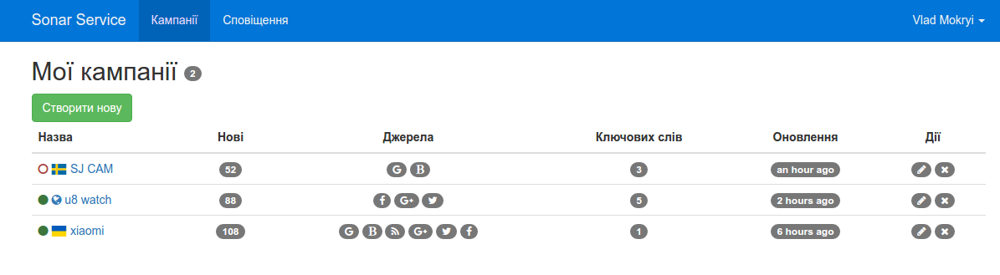 Sonar Service Кампанії Сповіщення Vlad Mokryi
Мої кампанії 2
Створити нову
Назва Нові Джерела Ключових слів Оновлення Дії
SJ CAM 52 G B 3 an hour ago
u8 watch 88 f G+ 5 2 hours ago
xiaomi 108 G B G+ f 1 6 hours ago